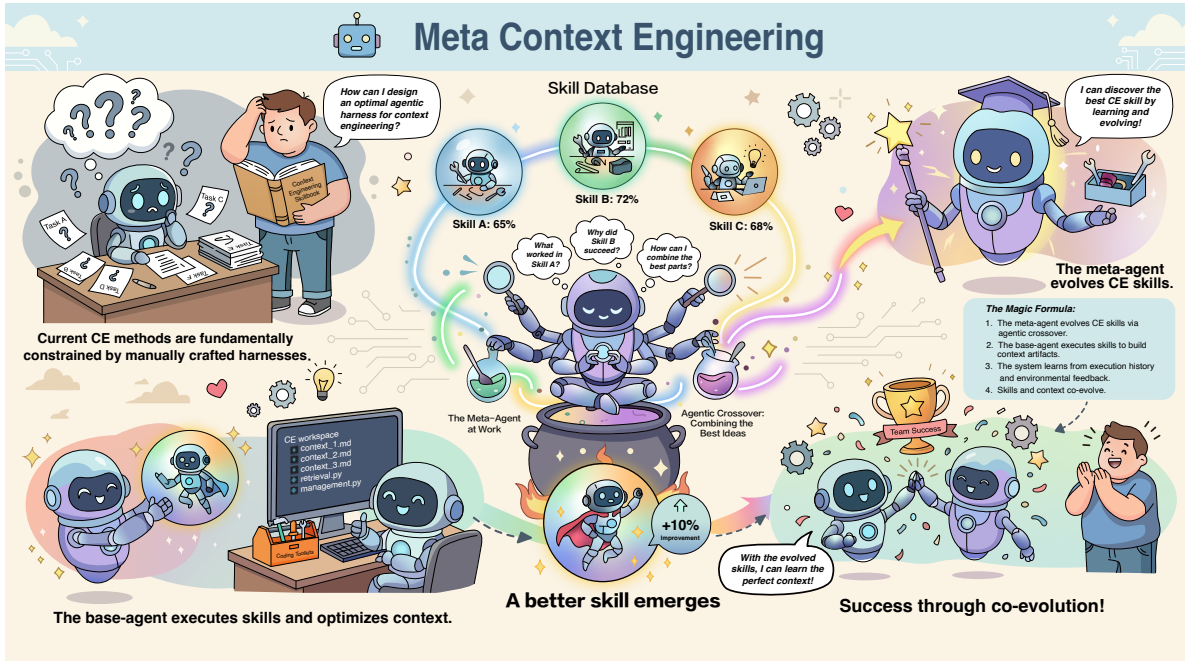 Meta Context Engineering
How can I design
an optimal agentic
harness for context
engineering?
Context
Engineering
Skillbook
Task A
Task C
Task B
Task D
Task F
Task E
Current CE methods are fundamentally
constrained by manually crafted harnesses.
Skill Database
Skill A: 65%
Skill B: 72%
Skill C: 68%
What
worked in
Skill A?
Why did
Skill B
succeed?
How can I
combine the
best parts?
The Meta-Agent
at Work
Agentic Crossover:
Combining the
Best Ideas
I can discover the
best CE skill by
learning and
evolving!
The meta-agent
evolves CE skills.
The Magic Formula:
1. The meta-agent evolves CE skills via
agentic crossover.
2. The base-agent executes skills to build
context artifacts.
3. The system learns from execution history
and environmental feedback.
4. Skills and context co-evolve.
CE workspace
context_1.md
context_2.md
context_3.md
retrieval.py
management.py
Coding Toolkits
The base-agent executes skills and optimizes context.
+10%
Improvement
A better skill emerges
Team Success
With the evolved
skills, I can learn the
perfect context!
Success through co-evolution!